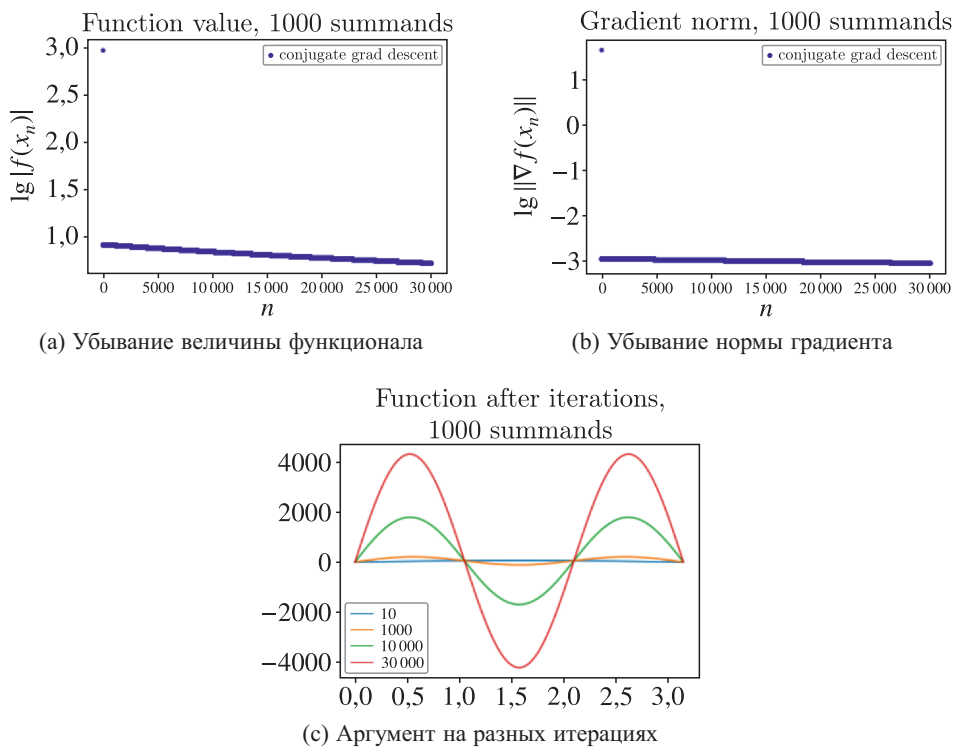 Function value, 1000 summands
3,0
2,5
2,0
1,5
1,0
lg |f(xₙ)|
conjugate grad descent
0 5000 10 000 15 000 20 000 25 000 30 000
n
(a) Убывание величины функционала
Gradient norm, 1000 summands
1
0
−1
−2
−3
lg ||∇f(xₙ)||
conjugate grad descent
0 5000 10 000 15 000 20 000 25 000 30 000
n
(b) Убывание нормы градиента
Function after iterations,
1000 summands
4000
2000
0
−2000
−4000
10
1000
10 000
30 000
0,0 0,5 1,0 1,5 2,0 2,5 3,0
(c) Аргумент на разных итерациях